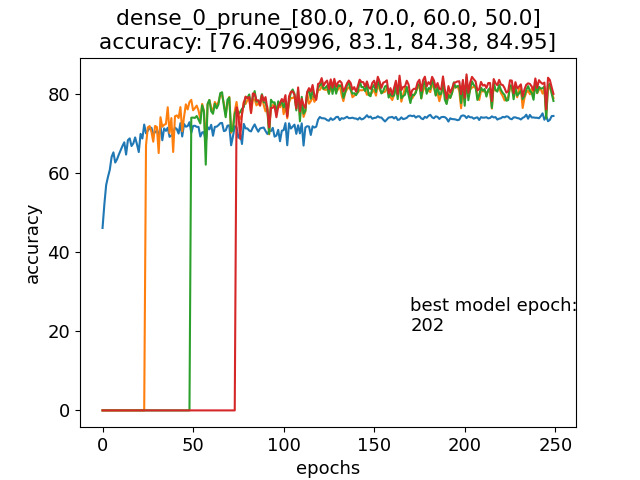 dense_0_prune_[80.0, 70.0, 60.0, 50.0]
accuracy: [76.409996, 83.1, 84.38, 84.95]
80
60
40
20
0
accuracy
best model epoch:
202
0 50 100 150 200 250
epochs